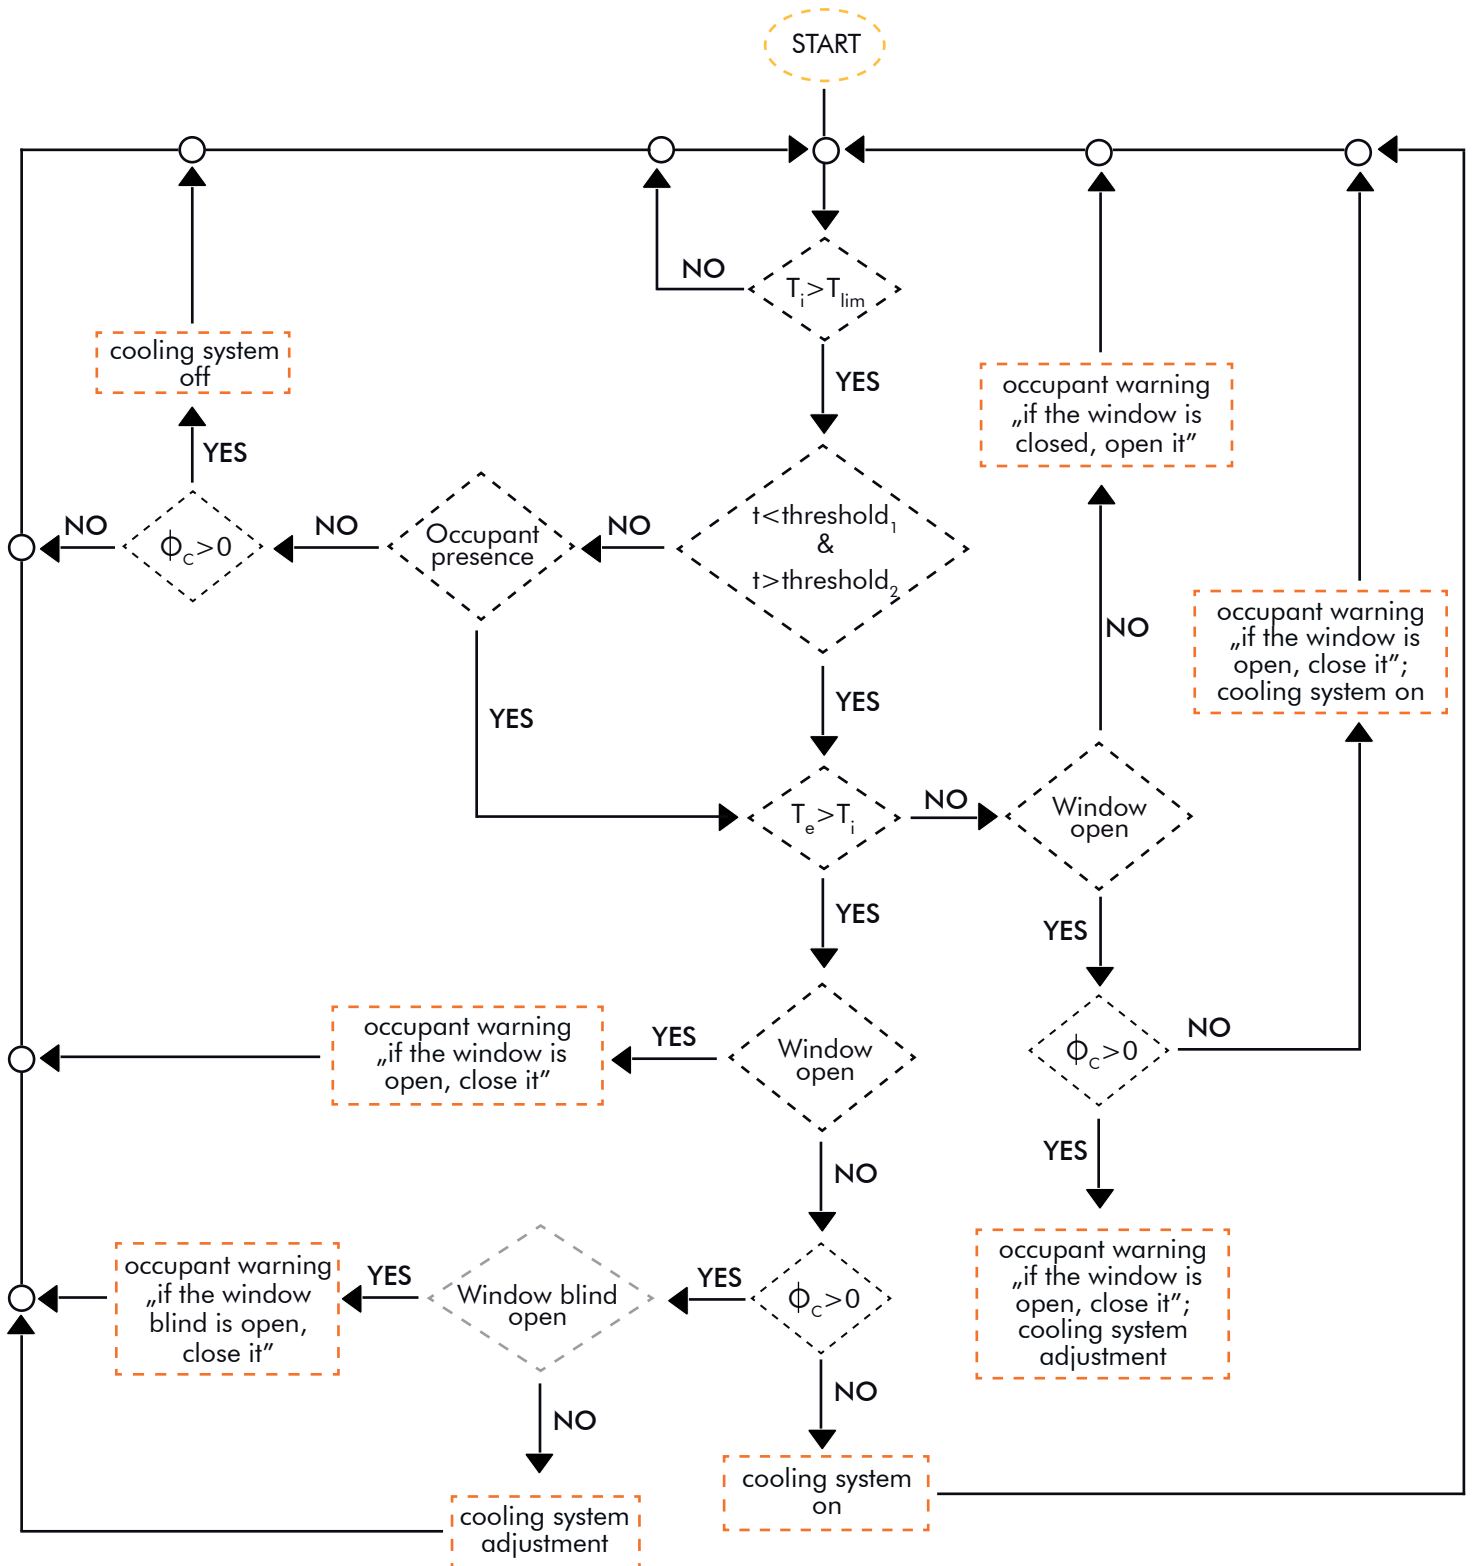 START
NO
Tᵢ>Tlim
YES
cooling system
off
YES
occupant warning
„if the window is
closed, open it”
NO
ϕC>0
NO
Occupant
presence
NO
t<threshold₁
&
t>threshold₂
NO
occupant warning
„if the window is
open, close it”;
cooling system on
YES
YES
Te>Tᵢ
NO
Window
open
YES
YES
occupant warning
„if the window is
open, close it”
YES
Window
open
ϕC>0
NO
NO
YES
occupant warning
„if the window
blind is open,
close it”
YES
Window blind
open
YES
ϕC>0
occupant warning
„if the window is
open, close it”;
cooling system
adjustment
NO
NO
cooling system
on
cooling system
adjustment